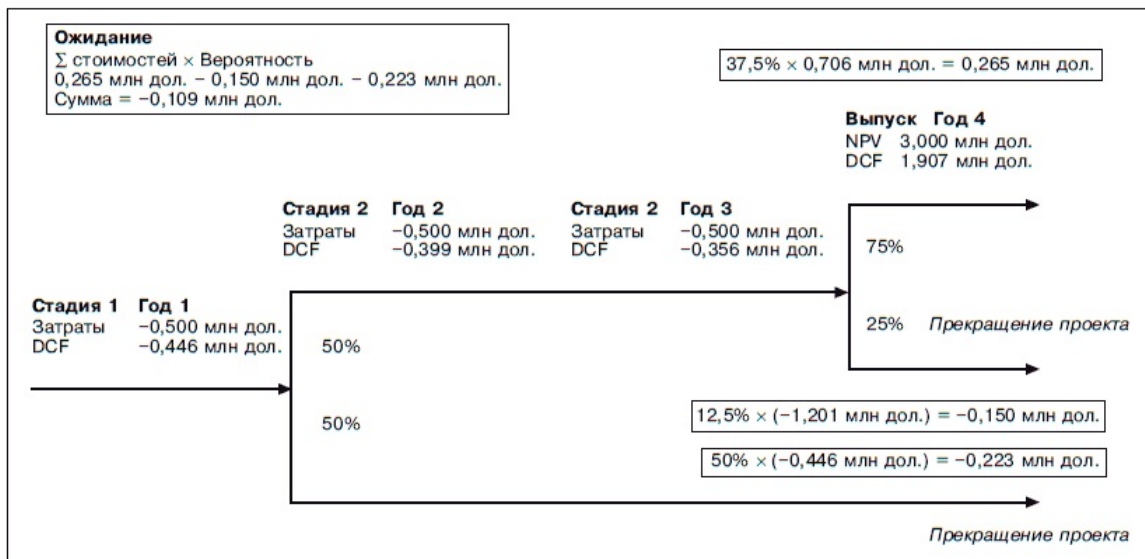 Ожидание
Σ стоимостей × Вероятность
0,265 млн дол. − 0,150 млн дол. − 0,223 млн дол.
Сумма = −0,109 млн дол.
37,5% × 0,706 млн дол. = 0,265 млн дол.
Выпуск Год 4
NPV 3,000 млн дол.
DCF 1,907 млн дол.
Стадия 2 Год 2
Затраты −0,500 млн дол.
DCF −0,399 млн дол.
Стадия 2 Год 3
Затраты −0,500 млн дол.
DCF −0,356 млн дол.
75%
Стадия 1 Год 1
Затраты −0,500 млн дол.
DCF −0,446 млн дол.
25% Прекращение проекта
50%
50%
12,5% × (−1,201 млн дол.) = −0,150 млн дол.
50% × (−0,446 млн дол.) = −0,223 млн дол.
Прекращение проекта